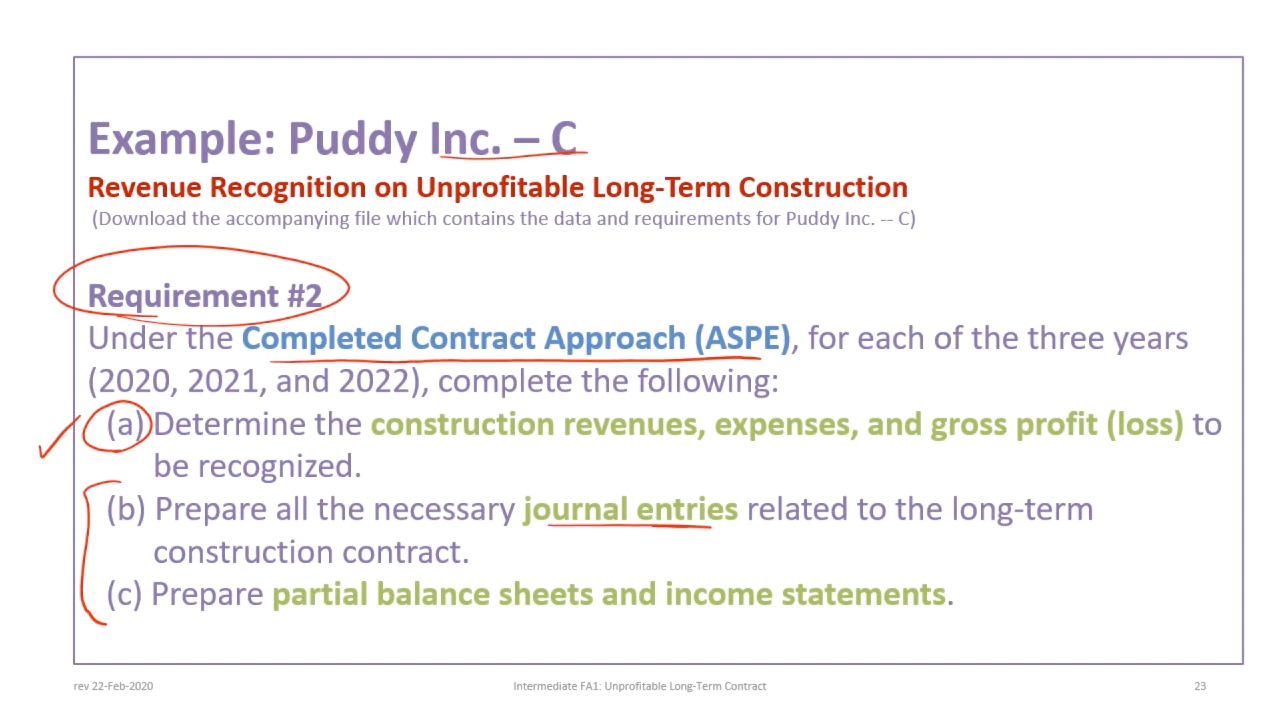 Example: Puddy Inc. – C
Revenue Recognition on Unprofitable Long-Term Construction
(Download the accompanying file which contains the data and requirements for Puddy Inc. -- C)
Requirement #2
Under the Completed Contract Approach (ASPE), for each of the three years
(2020, 2021, and 2022), complete the following:
(a) Determine the construction revenues, expenses, and gross profit (loss) to
be recognized.
(b) Prepare all the necessary journal entries related to the long-term
construction contract.
(c) Prepare partial balance sheets and income statements.
rev 22-Feb-2020 Intermediate FA1: Unprofitable Long-Term Contract 23